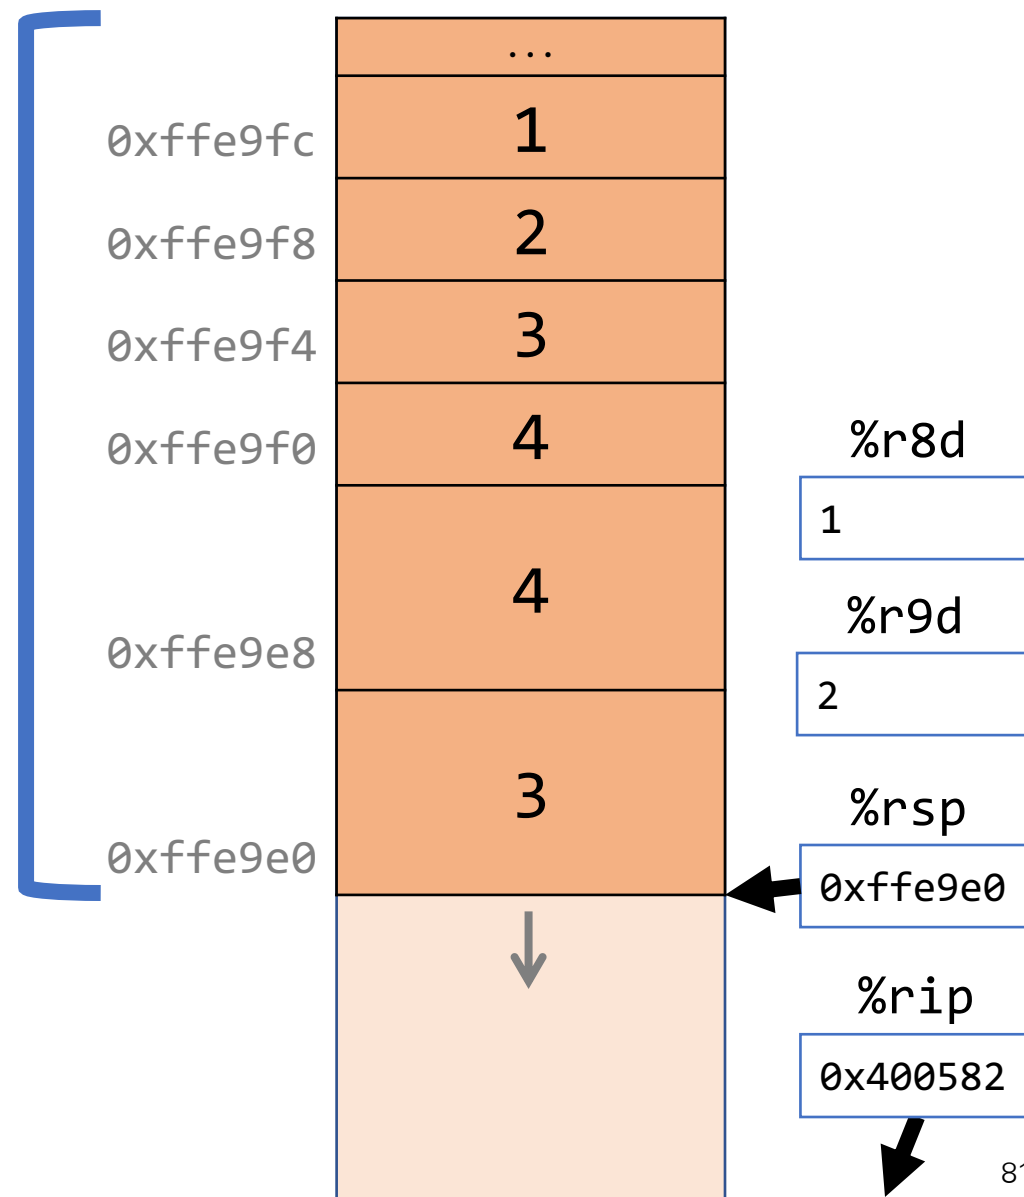 ...
0xffe9fc 1
0xffe9f8 2
0xffe9f4 3
0xffe9f0 4
%r8d
1
4
%r9d
0xffe9e8
2
3
%rsp
0xffe9e0
0xffe9e0
%rip
0x400582
81